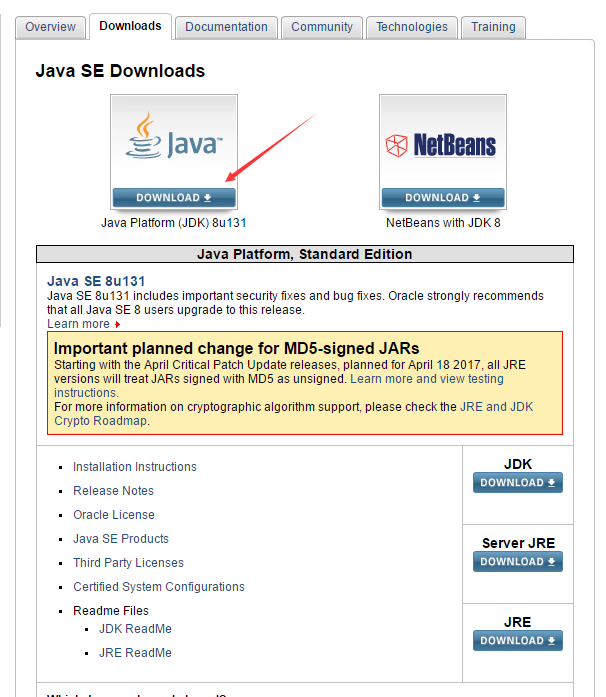 Overview Downloads Documentation Community Technologies Training
Java SE Downloads
Java™
DOWNLOAD
Java Platform (JDK) 8u131
NetBeans
DOWNLOAD
NetBeans with JDK 8
Java Platform, Standard Edition
Java SE 8u131
Java SE 8u131 includes important security fixes and bug fixes. Oracle strongly recommends
that all Java SE 8 users upgrade to this release.
Learn more
Important planned change for MD5-signed JARs
Starting with the April Critical Patch Update releases, planned for April 18 2017, all JRE
versions will treat JARs signed with MD5 as unsigned. Learn more and view testing
instructions.
For more information on cryptographic algorithm support, please check the JRE and JDK
Crypto Roadmap.
Installation Instructions
Release Notes
Oracle License
Java SE Products
Third Party Licenses
Certified System Configurations
Readme Files
JDK ReadMe
JRE ReadMe
JDK
DOWNLOAD
Server JRE
DOWNLOAD
JRE
DOWNLOAD